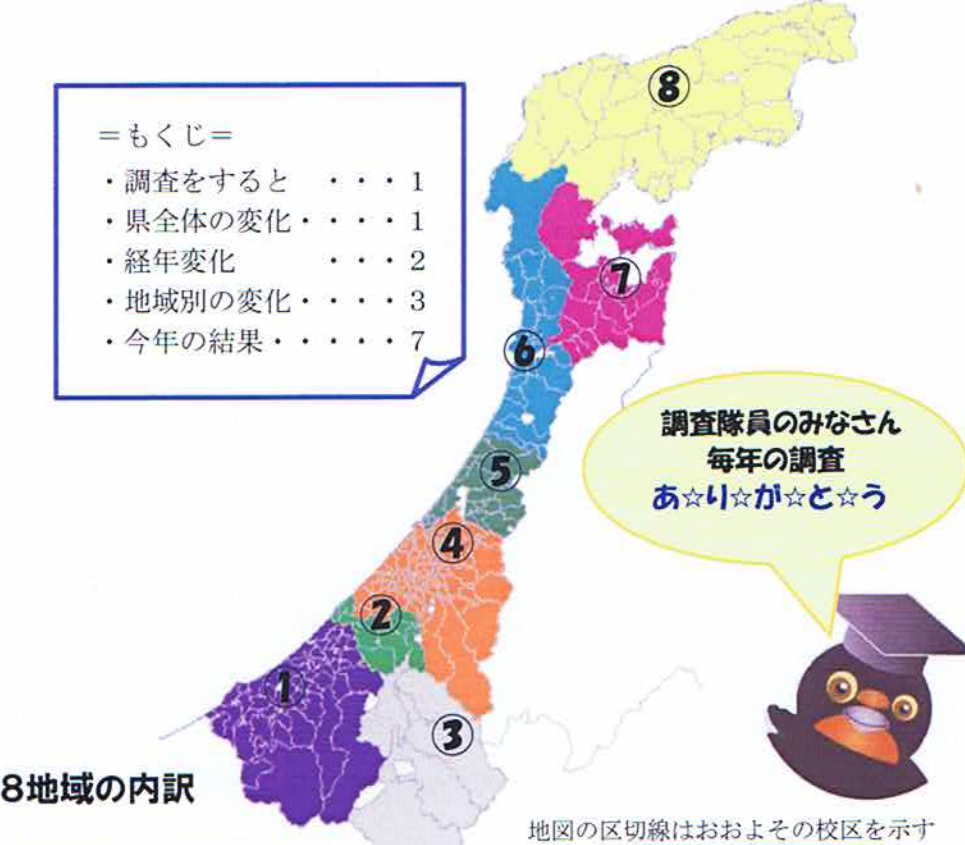 =もくじ=
・調査をすると ・・・1
・県全体の変化・・・・1
・経年変化 ・・・2
・地域別の変化・・・・3
・今年の結果・・・・・7
⑧
⑦
⑥
⑤
④
②
①
③
調査隊員のみなさん
毎年の調査
あ☆り☆が☆と☆う
8地域の内訳
地図の区切線はおおよその校区を示す